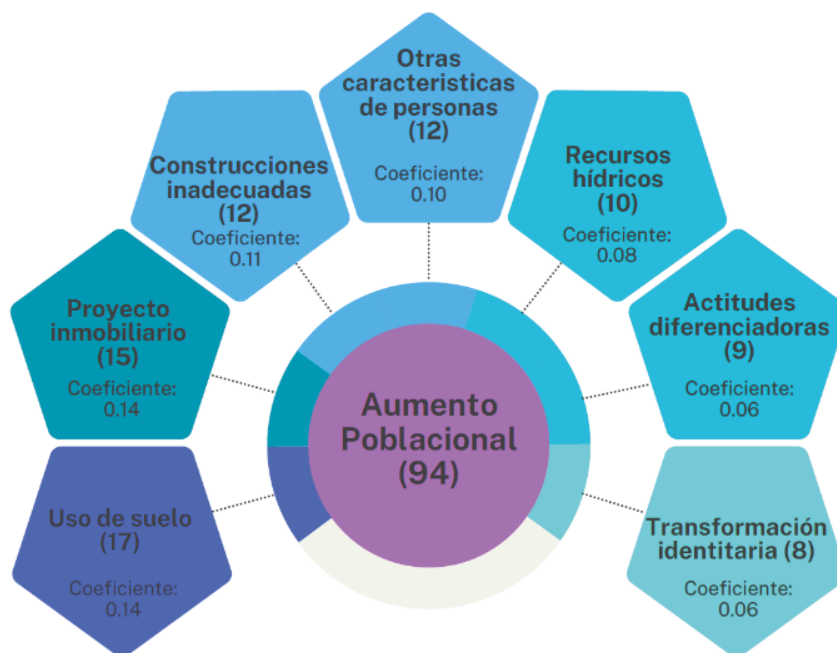 Otras
caracteristicas
de personas
(12)
Coeficiente:
0.10
Construcciones
inadecuadas
(12)
Coeficiente:
0.11
Recursos
hídricos
(10)
Coeficiente:
0.08
Proyecto
inmobiliario
(15)
Coeficiente:
0.14
Actitudes
diferenciadoras
(9)
Coeficiente:
0.06
Aumento
Poblacional
(94)
Uso de suelo
(17)
Coeficiente:
0.14
Transformación
identitaria (8)
Coeficiente:
0.06